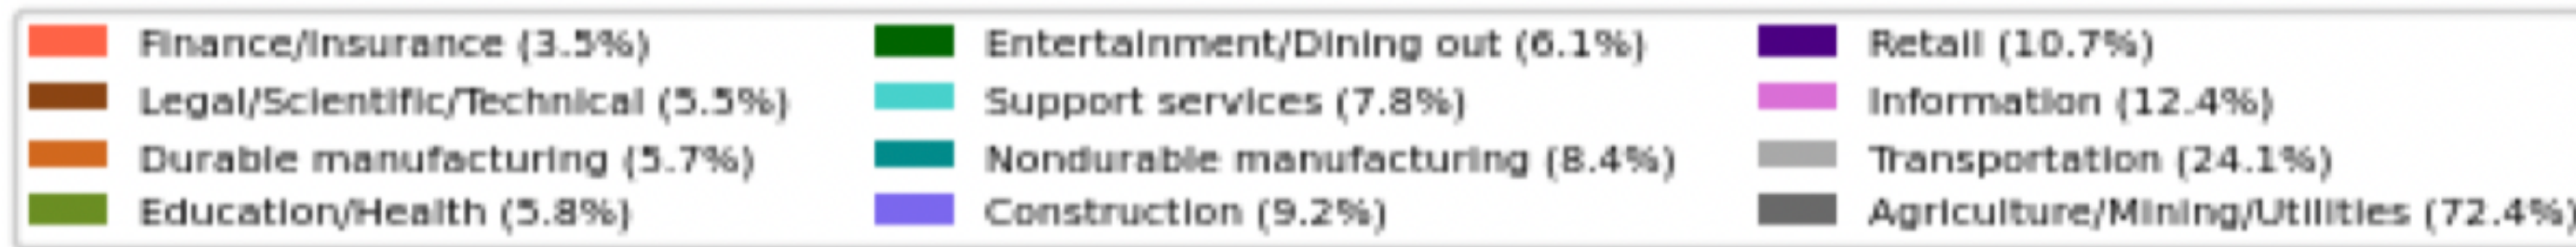 Finance/Insurance (3.5%)
Legal/Scientific/Technical (5.5%)
Durable manufacturing (5.7%)
Education/Health (5.8%)
Entertainment/Dining out (6.1%)
Support services (7.8%)
Nondurable manufacturing (8.4%)
Construction (9.2%)
Retail (10.7%)
Information (12.4%)
Transportation (24.1%)
Agriculture/Mining/Utilities (72.4%)